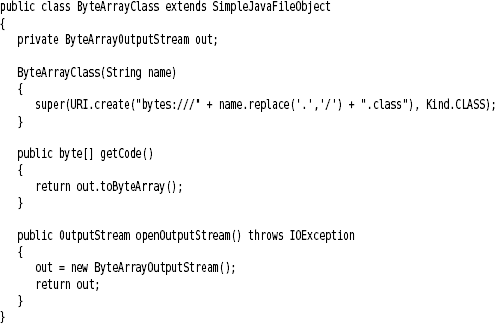 public class ByteArrayClass extends SimpleJavaFileObject
{
   private ByteArrayOutputStream out;

   ByteArrayClass(String name)
   {
      super(URI.create("bytes:///" + name.replace('.','/') + ".class"), Kind.CLASS);
   }

   public byte[] getCode()
   {
      return out.toByteArray();
   }

   public OutputStream openOutputStream() throws IOException
   {
      out = new ByteArrayOutputStream();
      return out;
   }
}